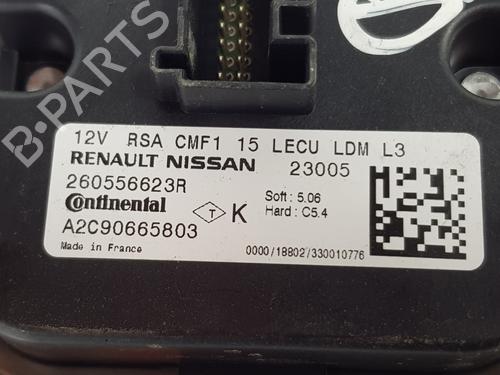 B-PARTS
12V RSA CMF1 15 LECU LDM L3
RENAULT NISSAN 23005
260556623R
Soft : 5.06
Continental T K Hard : C5.4
A2C90665803
Made in France 0000/18802/330010776